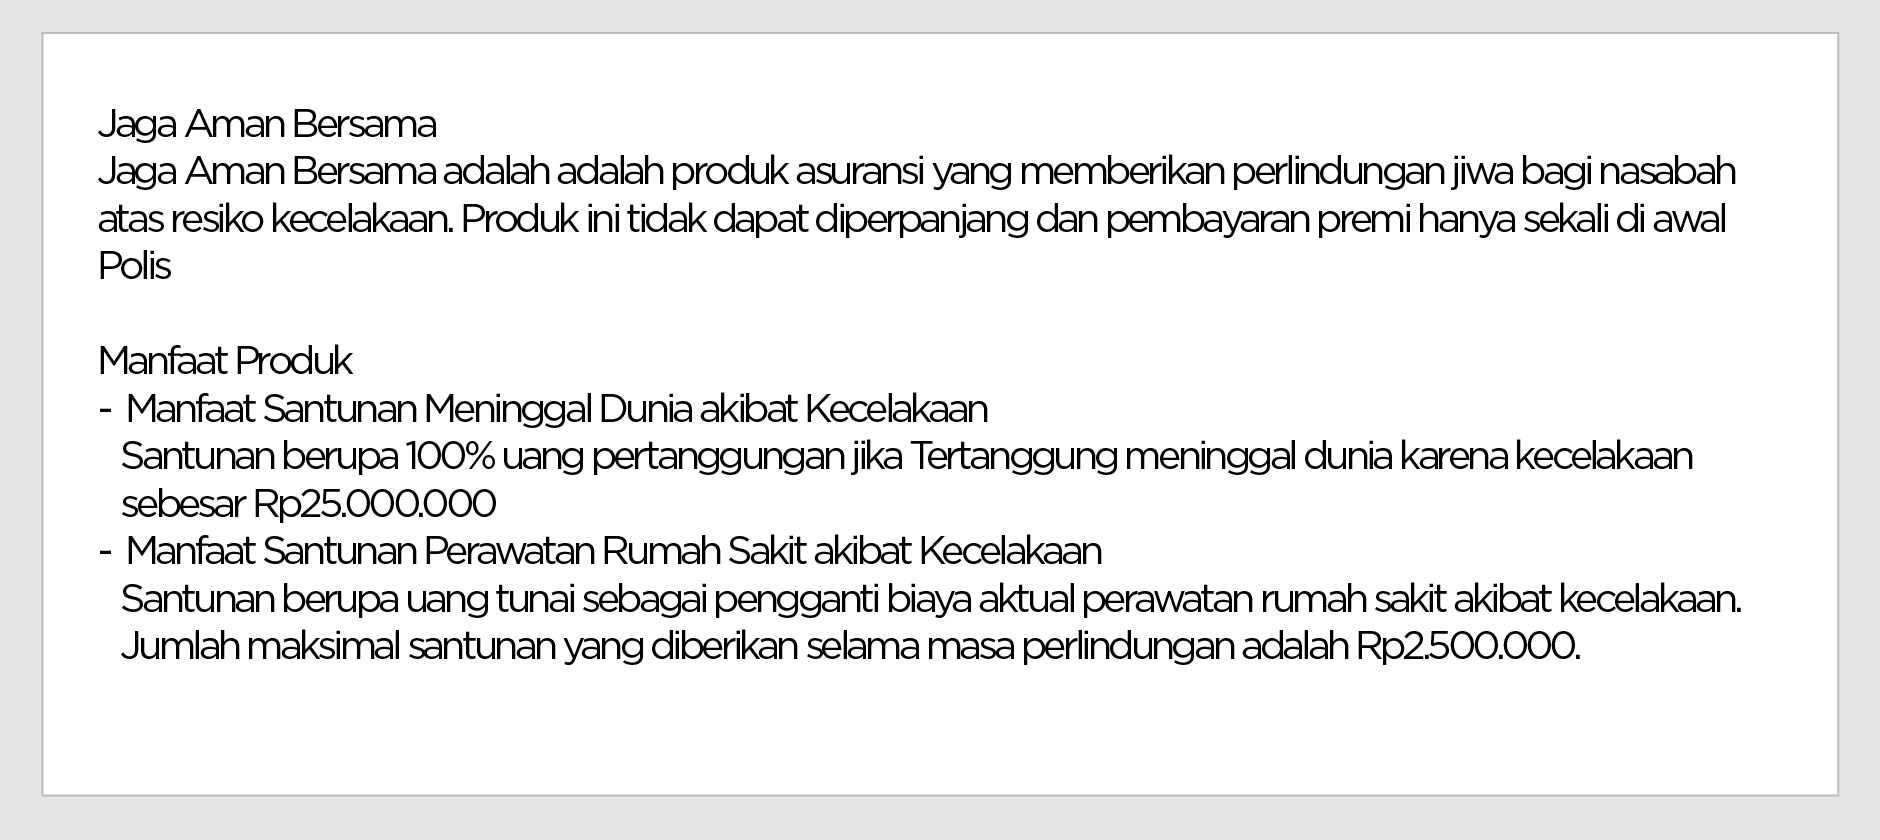 Jaga Aman Bersama
Jaga Aman Bersama adalah adalah produk asuransi yang memberikan perlindungan jiwa bagi nasabah
atas resiko kecelakaan. Produk ini tidak dapat diperpanjang dan pembayaran premi hanya sekali di awal
Polis
Manfaat Produk
- Manfaat Santunan Meninggal Dunia akibat Kecelakaan
Santunan berupa 100% uang pertanggungan jika Tertanggung meninggal dunia karena kecelakaan
sebesar Rp25.000.000
- Manfaat Santunan Perawatan Rumah Sakit akibat Kecelakaan
Santunan berupa uang tunai sebagai pengganti biaya aktual perawatan rumah sakit akibat kecelakaan.
Jumlah maksimal santunan yang diberikan selama masa perlindungan adalah Rp2.500.000.